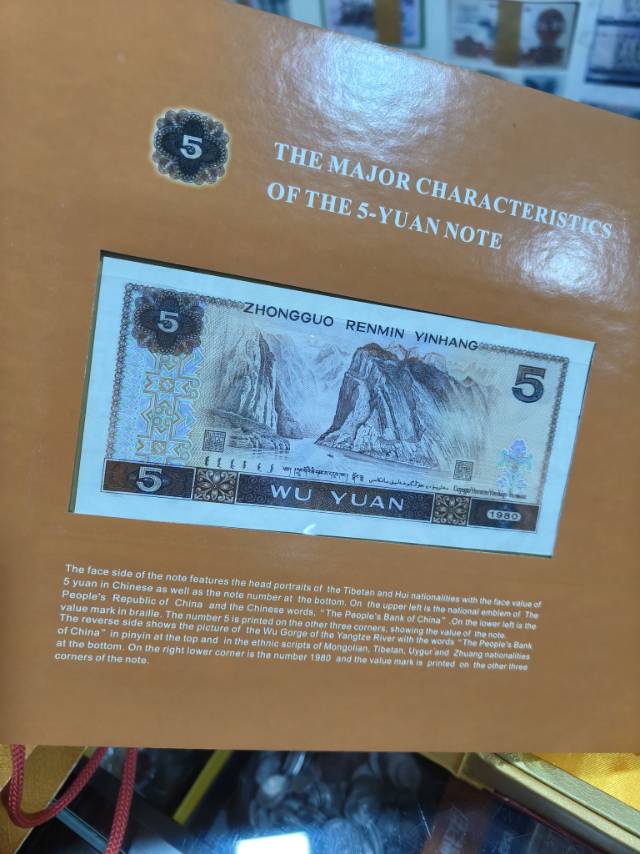 5
THE MAJOR CHARACTERISTICS
OF THE 5-YUAN NOTE
5
ZHONGGUO RENMIN YINHANG
5
5
WU YUAN
1980
The face side of the note features the head portraits of the Tibetan and Hui nationalities with the face value of
5 yuan in Chinese as well as the note number at the bottom. On the upper left is the national emblem of The
People's Republic of China and the Chinese words, "The People's Bank of China" .On the lower left is the
value mark in braille. The number 5 is printed on the other three corners, showing the value of the note.
The reverse side shows the picture of the Wu Gorge of the Yangtze River with the words "The People's Bank
of China" in pinyin at the top and in the ethnic scripts of Mongolian, Tibetan, Uygur and Zhuang nationalities
at the bottom. On the right lower corner is the number 1980 and the value mark is printed on the other three
corners of the note.